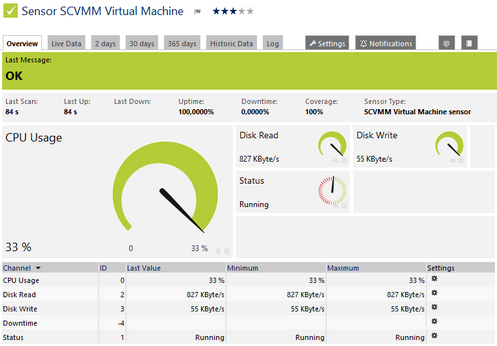 Sensor SCVMM Virtual Machine
Overview Live Data 2 days 30 days 365 days Historic Data Log Settings Notifications
Last Message:
OK
Last Scan: Last Up: Last Down: Uptime: Downtime: Coverage: Sensor Type:
84 s 84 s 100,0000% 0,0000% 100% SCVMM Virtual Machine sensor
CPU Usage
Disk Read
Disk Write
827 KByte/s
55 KByte/s
Status
Running
33 %
0
33 %
Channel ID Last Value Minimum Maximum Settings
CPU Usage 0 33 % 33 % 33 %
Disk Read 2 827 KByte/s 827 KByte/s 827 KByte/s
Disk Write 3 55 KByte/s 55 KByte/s 55 KByte/s
Downtime -4
Status 1 Running Running Running